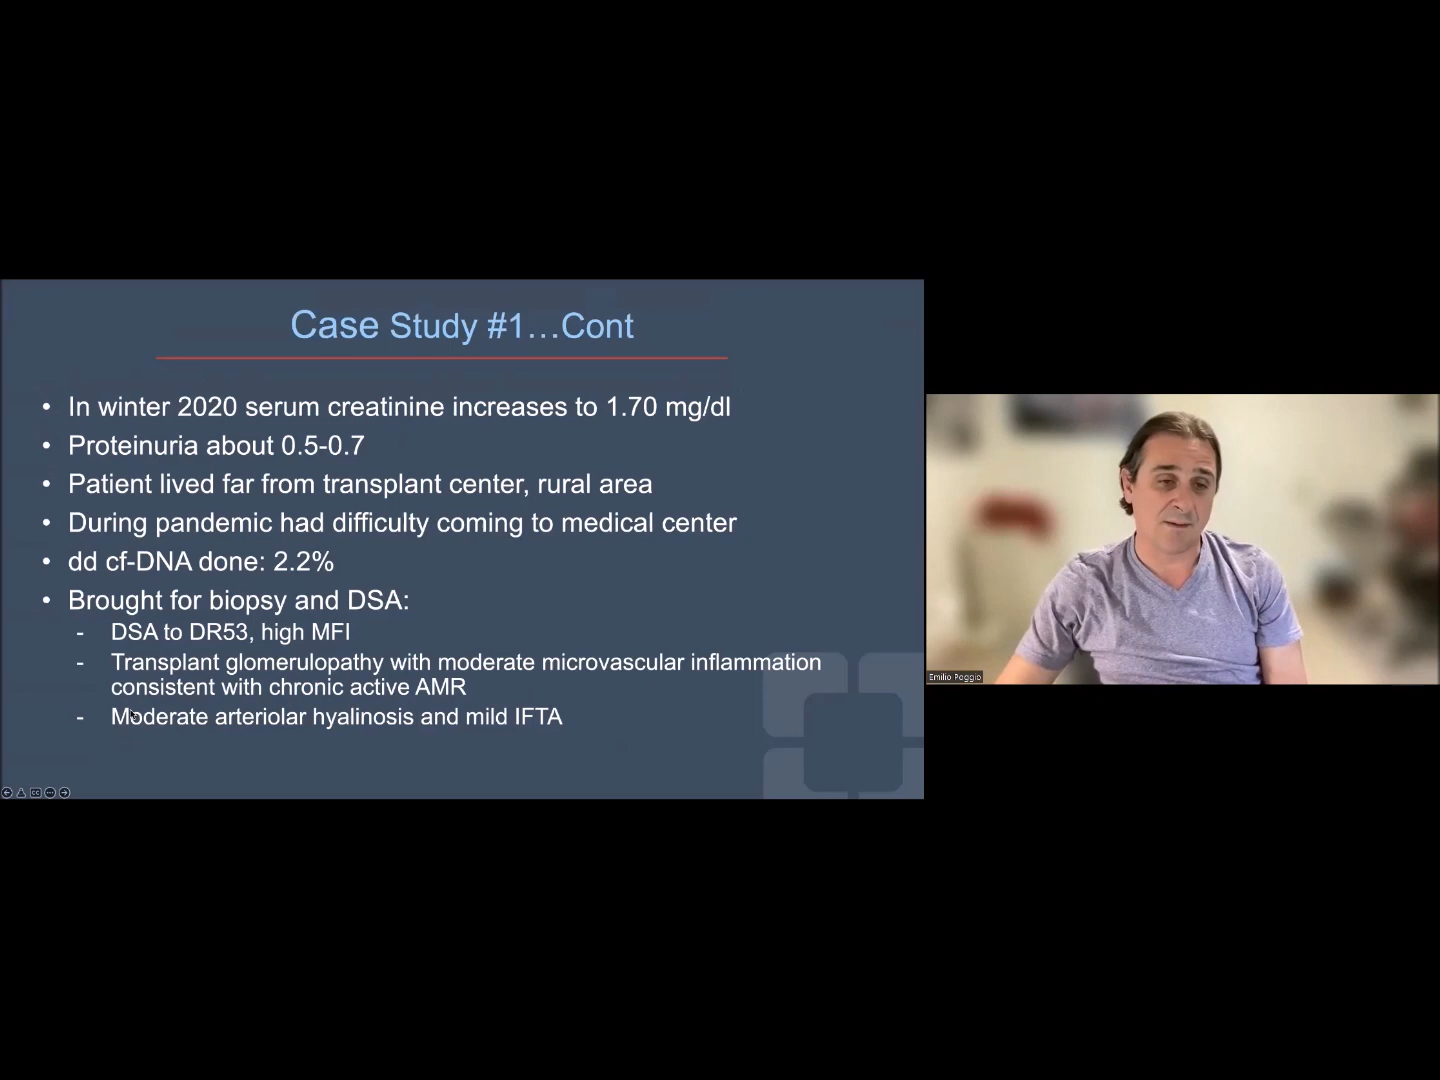 Case Study #1…Cont
• In winter 2020 serum creatinine increases to 1.70 mg/dl
• Proteinuria about 0.5-0.7
• Patient lived far from transplant center, rural area
• During pandemic had difficulty coming to medical center
• dd cf-DNA done: 2.2%
• Brought for biopsy and DSA:
- DSA to DR53, high MFI
- Transplant glomerulopathy with moderate microvascular inflammation
consistent with chronic active AMR
- Moderate arteriolar hyalinosis and mild IFTA
Emilio Poggio